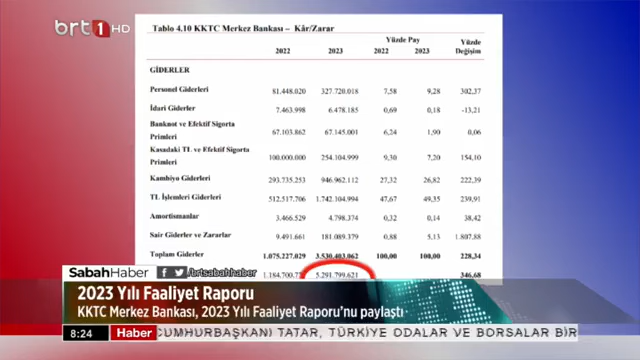 brt1 HD
Tablo 4.10 KKTC Merkez Bankası – Kâr/Zarar
Yüzde Pay Yüzde
2022 2023 2022 2023 Değişim
GİDERLER
Personel Giderleri 81.448.020 327.720.018 7,58 9,28 302,37
İdari Giderler 7.463.998 6.478.185 0,69 0,18 -13,21
Banknot ve Efektif Sigorta
Primleri 67.103.862 67.145.001 6,24 1,90 0,06
Kasadaki TL ve Efektif Sigorta
Primleri 100.000.000 254.104.999 9,30 7,20 154,10
Kambiyo Giderleri 293.735.253 946.962.112 27,32 26,82 222,39
TL İşlemleri Giderleri 512.517.706 1.742.104.994 47,67 49,35 239,91
Amortismanlar 3.466.529 4.798.374 0,32 0,14 38,42
Sair Giderler ve Zararlar 9.491.661 181.089.379 0,88 5,13 1.807,88
Toplam Giderler 1.075.227.029 3.530.403.062 100,00 100,00 228,34
5.291.799.621 346,68
SabahHaber /brtsabahhaber
2023 Yılı Faaliyet Raporu
KKTC Merkez Bankası, 2023 Yılı Faaliyet Raporu'nu paylaştı
8:24 Haber CUMHURBAŞKANI TATAR, TÜRKİYE ODALAR VE BORSALAR BİR